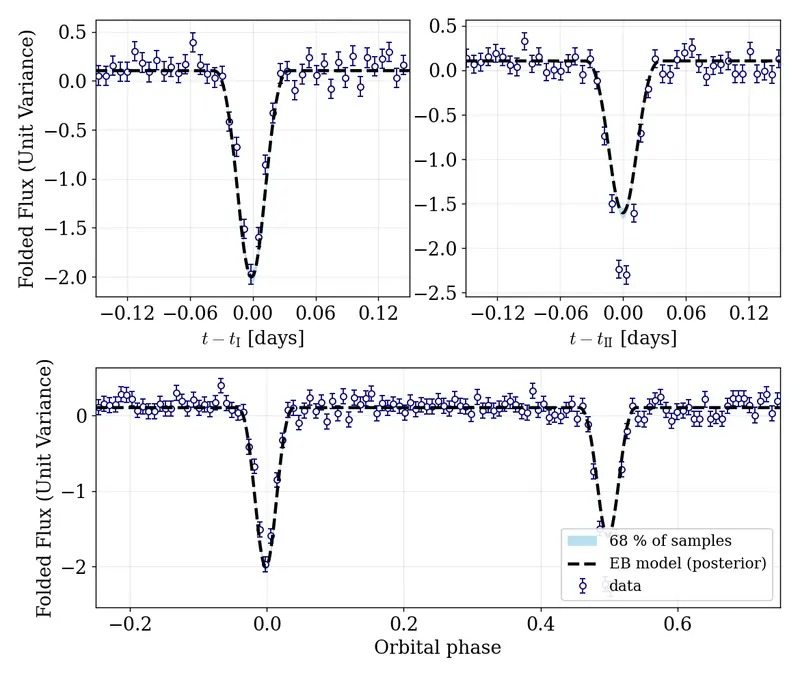 Folded Flux (Unit Variance)
0.5
0.0
−0.5
−1.0
−1.5
−2.0
−0.12 −0.06 0.00 0.06 0.12
t − tI [days]
0.5
0.0
−0.5
−1.0
−1.5
−2.0
−2.5
−0.12 −0.06 0.00 0.06 0.12
t − tII [days]
Folded Flux (Unit Variance)
0
−1
−2
−0.2 0.0 0.2 0.4 0.6
Orbital phase
68 % of samples
EB model (posterior)
data